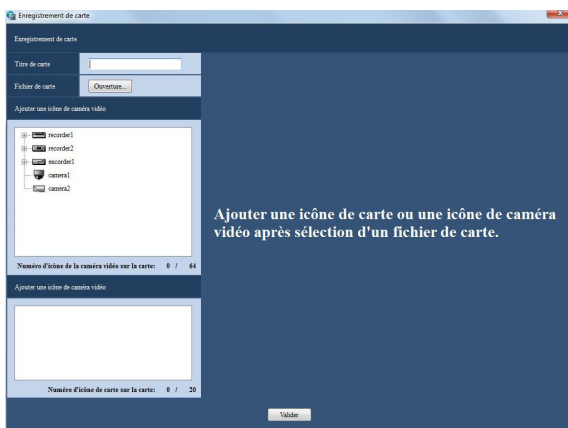 Enregistrement de carte
Enregistrement de carte
Titre de carte
Fichier de carte
Ouverture...
Ajouter une icône de caméra vidéo
recorder1
recorder2
encorder1
camera1
camera2
Numéro d'icône de la caméra vidéo sur la carte: 0 / 64
Ajouter une icône de caméra vidéo
Numéro d'icône de carte sur la carte: 0 / 20
Ajouter une icône de carte ou une icône de caméra
vidéo après sélection d'un fichier de carte.
Valider